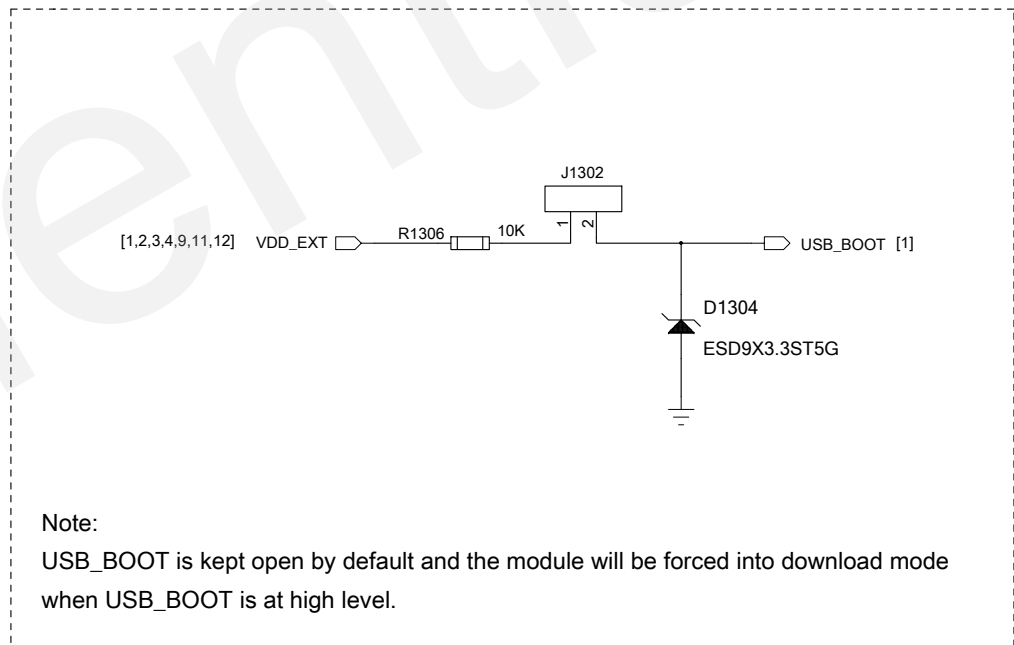 J1302
1 2
[1,2,3,4,9,11,12] VDD_EXT R1306 10K USB_BOOT [1]
D1304
ESD9X3.3ST5G
Note:
USB_BOOT is kept open by default and the module will be forced into download mode
when USB_BOOT is at high level.